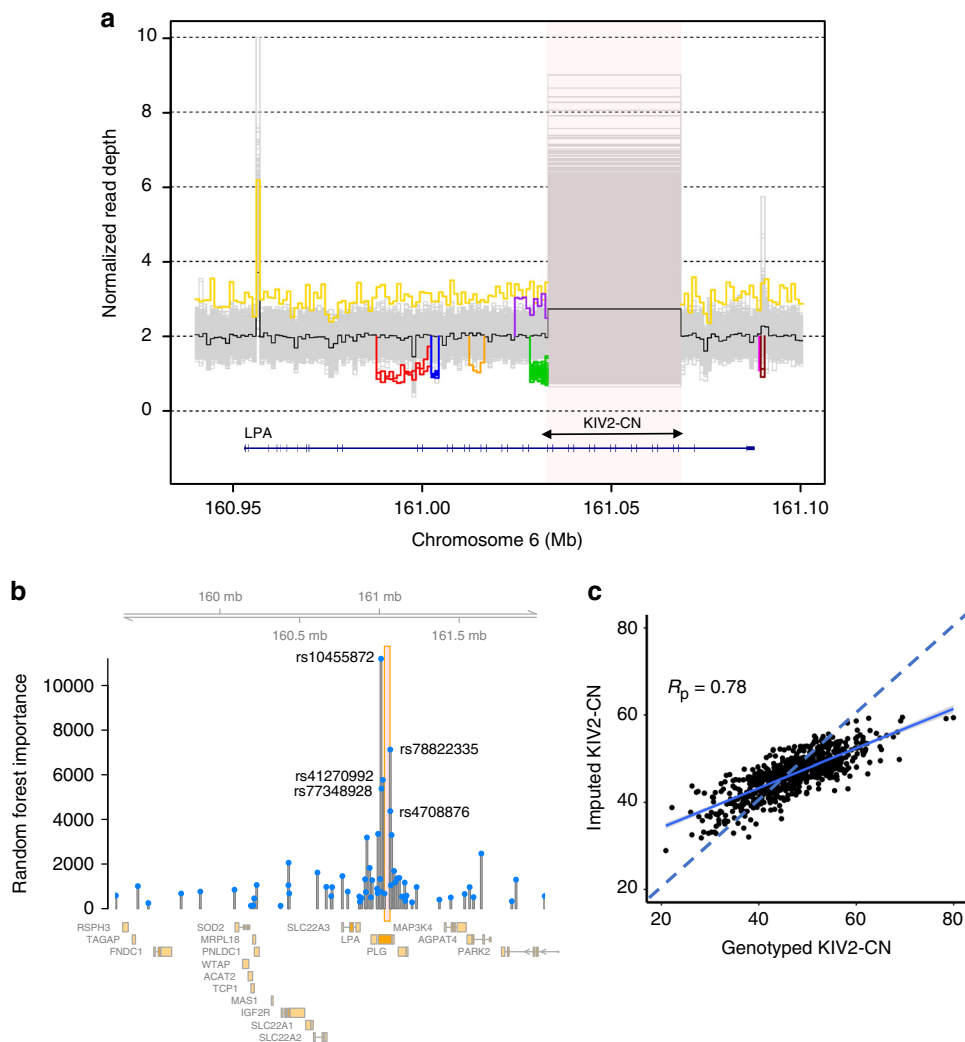 a
10
8
6
4
2
0
Normalized read depth
LPA
KIV2-CN
160.95
161.00
161.05
161.10
Chromosome 6 (Mb)
b
160 mb
161 mb
160.5 mb
161.5 mb
10000
8000
6000
4000
2000
0
Random forest importance
rs10455872
rs78822335
rs41270992
rs77348928
rs4708876
RSPH3
SOD2
SLC22A3
MAP3K4
TAGAP
MRPL18
LPA
AGPAT4
FNDC1
PNLDC1
PLG
PARK2
WTAP
ACAT2
TCP1
MAS1
IGF2R
SLC22A1
SLC22A2
c
80
60
40
20
Imputed KIV2-CN
Rp = 0.78
20
40
60
80
Genotyped KIV2-CN